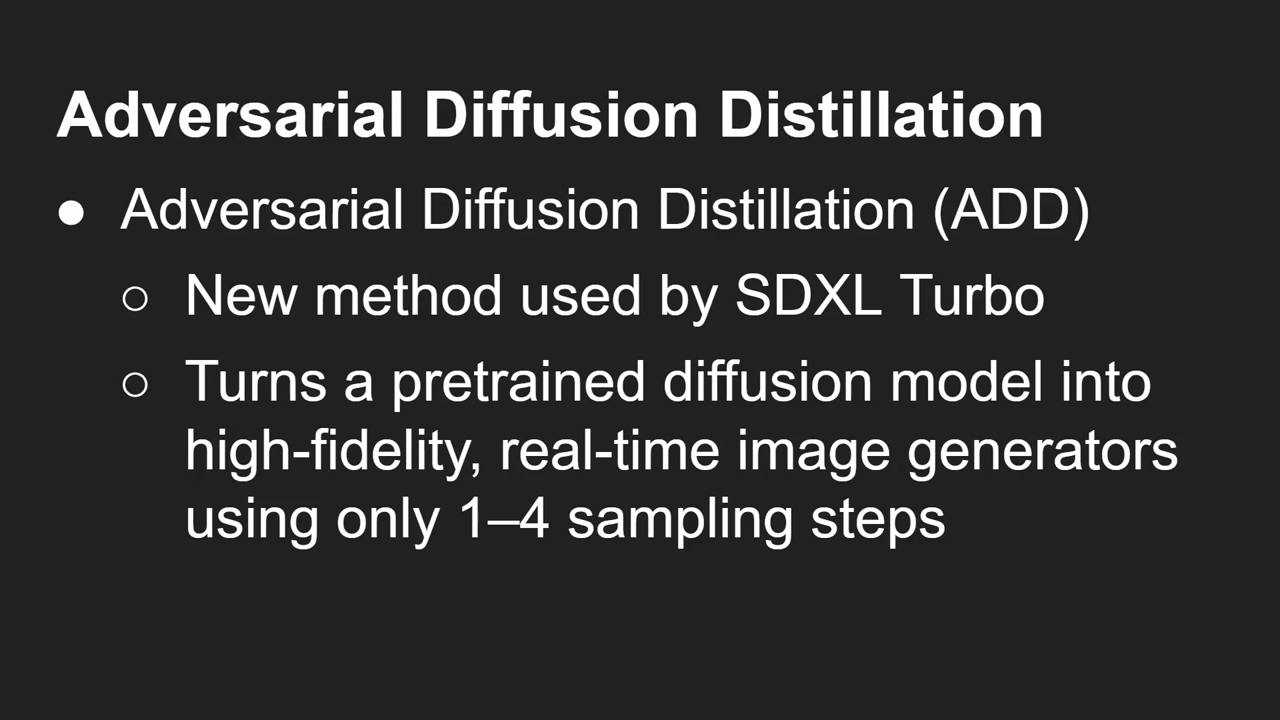 Adversarial Diffusion Distillation
● Adversarial Diffusion Distillation (ADD)
○ New method used by SDXL Turbo
○ Turns a pretrained diffusion model into
high-fidelity, real-time image generators
using only 1–4 sampling steps